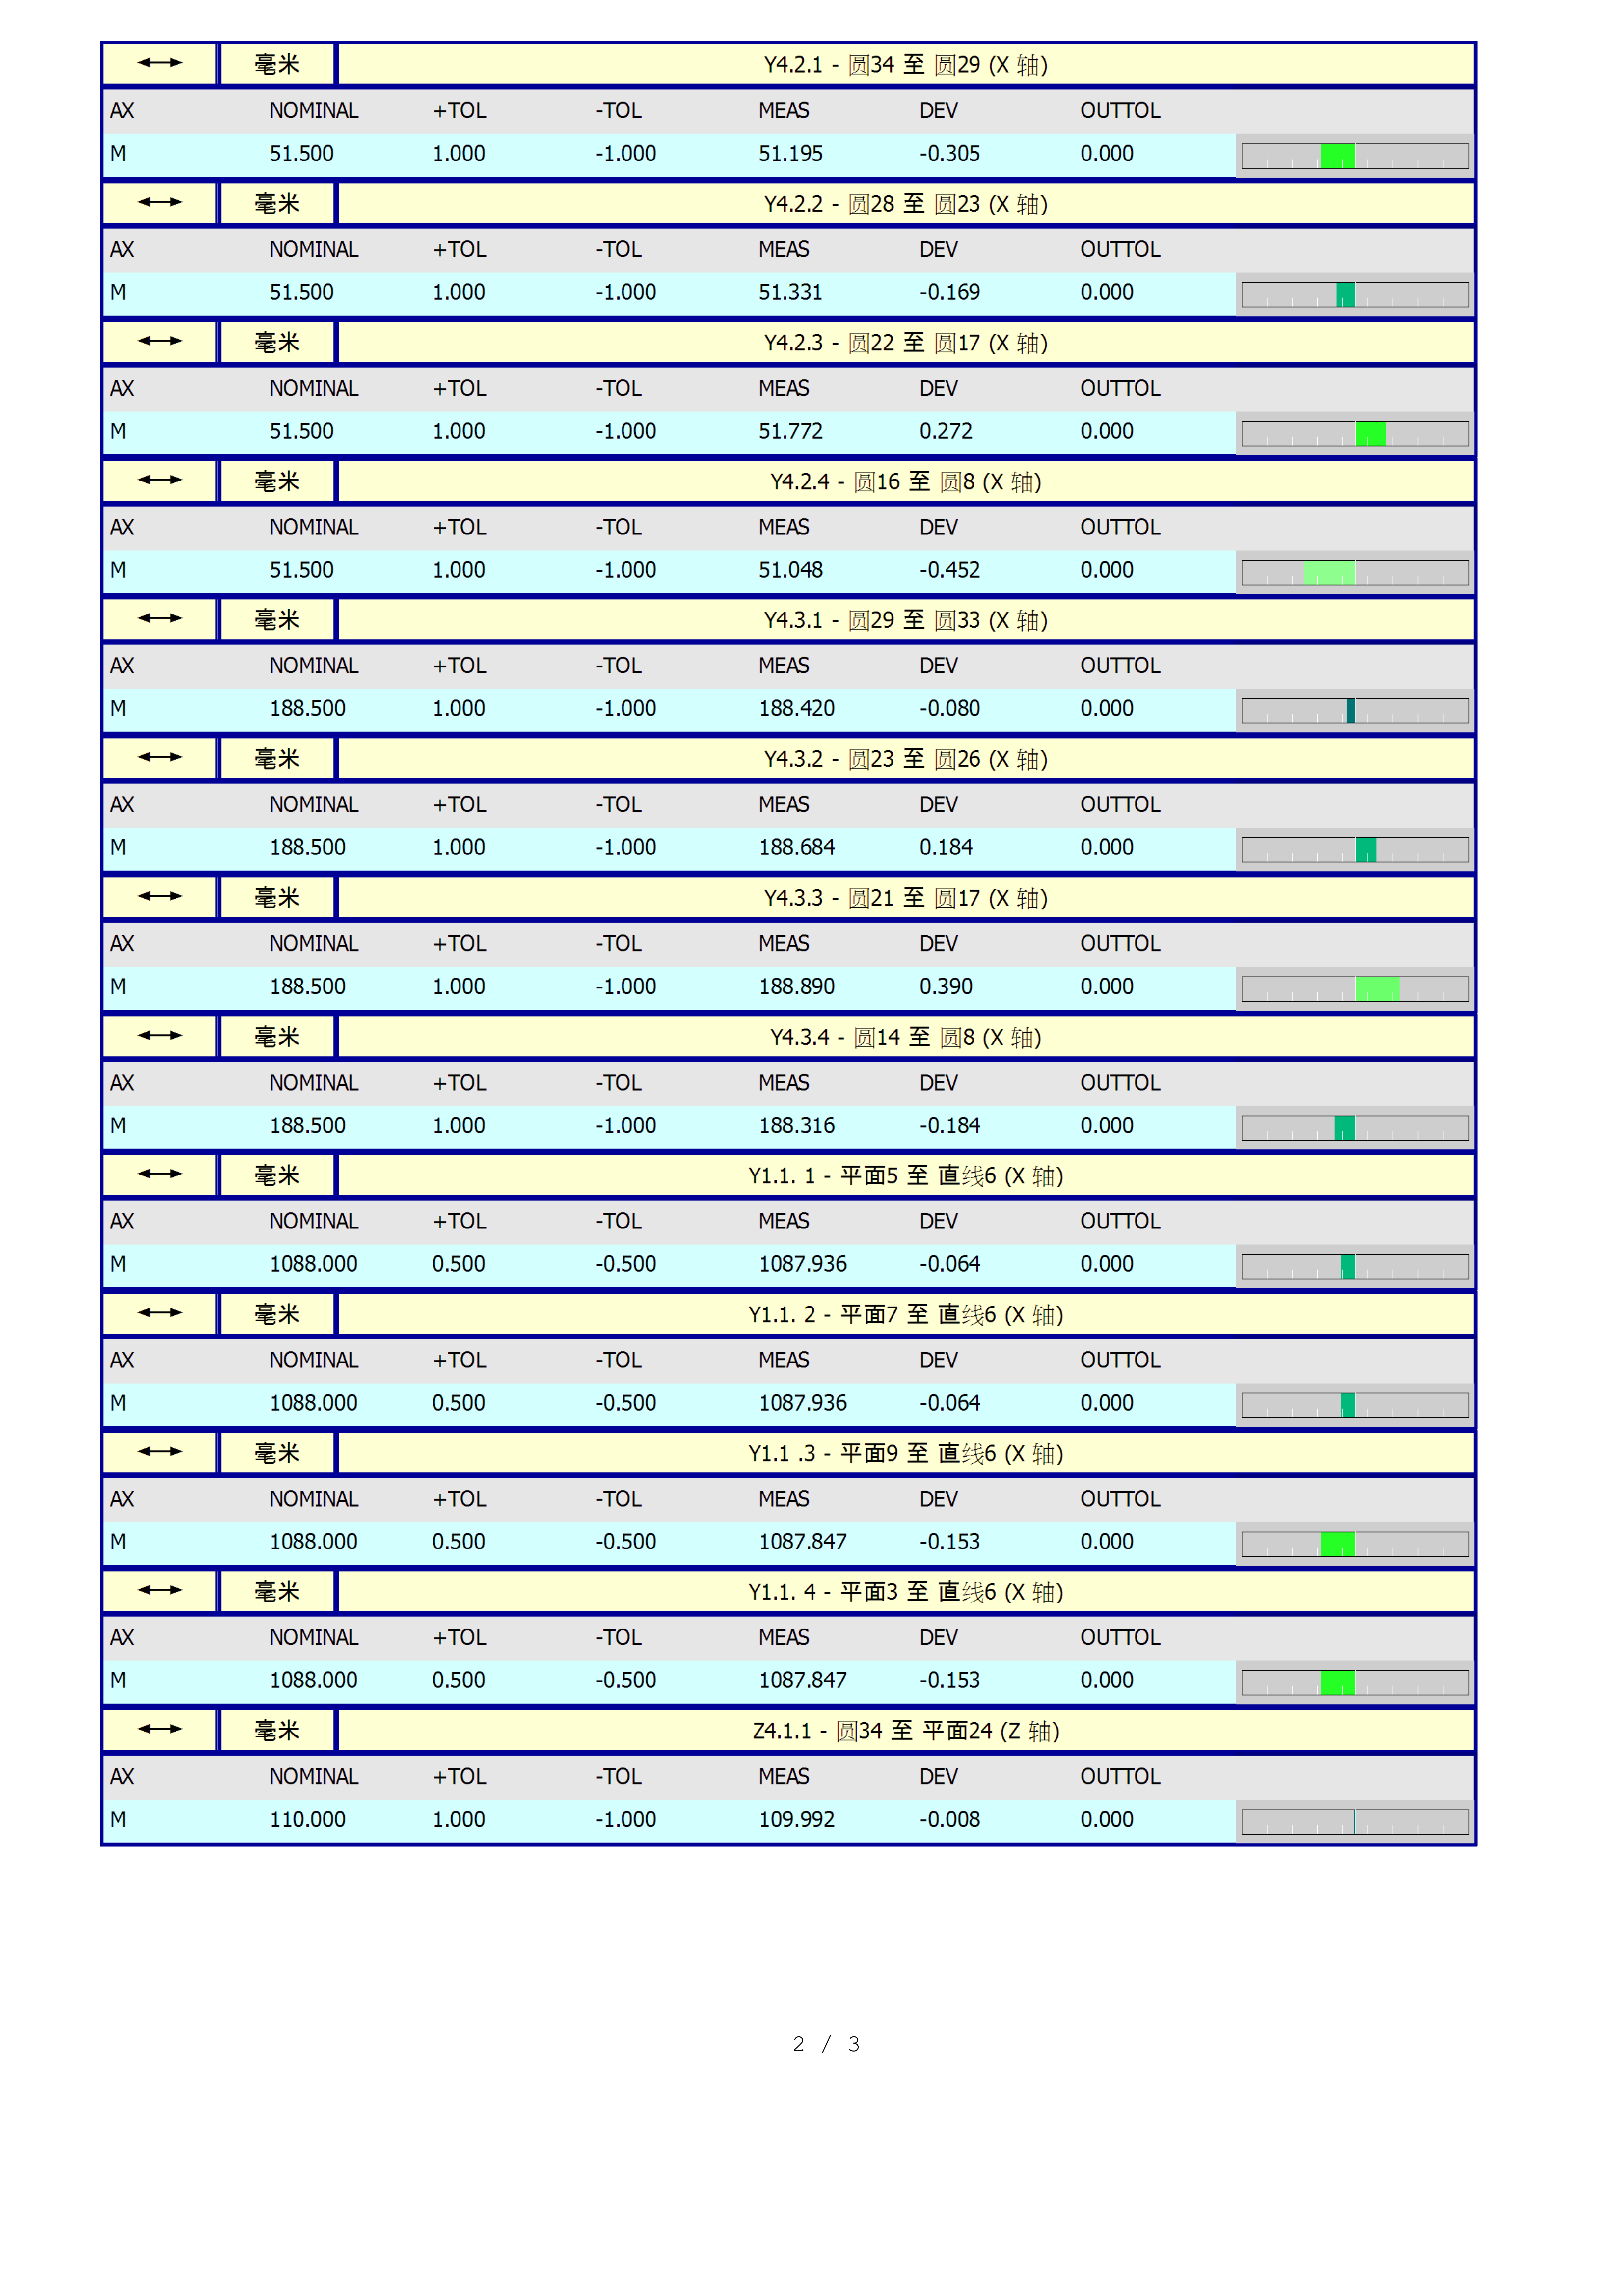 毫米 Y4.2.1 - 圆34 至 圆29 (X 轴)
AX NOMINAL +TOL -TOL MEAS DEV OUTTOL
M 51.500 1.000 -1.000 51.195 -0.305 0.000
毫米 Y4.2.2 - 圆28 至 圆23 (X 轴)
AX NOMINAL +TOL -TOL MEAS DEV OUTTOL
M 51.500 1.000 -1.000 51.331 -0.169 0.000
毫米 Y4.2.3 - 圆22 至 圆17 (X 轴)
AX NOMINAL +TOL -TOL MEAS DEV OUTTOL
M 51.500 1.000 -1.000 51.772 0.272 0.000
毫米 Y4.2.4 - 圆16 至 圆8 (X 轴)
AX NOMINAL +TOL -TOL MEAS DEV OUTTOL
M 51.500 1.000 -1.000 51.048 -0.452 0.000
毫米 Y4.3.1 - 圆29 至 圆33 (X 轴)
AX NOMINAL +TOL -TOL MEAS DEV OUTTOL
M 188.500 1.000 -1.000 188.420 -0.080 0.000
毫米 Y4.3.2 - 圆23 至 圆26 (X 轴)
AX NOMINAL +TOL -TOL MEAS DEV OUTTOL
M 188.500 1.000 -1.000 188.684 0.184 0.000
毫米 Y4.3.3 - 圆21 至 圆17 (X 轴)
AX NOMINAL +TOL -TOL MEAS DEV OUTTOL
M 188.500 1.000 -1.000 188.890 0.390 0.000
毫米 Y4.3.4 - 圆14 至 圆8 (X 轴)
AX NOMINAL +TOL -TOL MEAS DEV OUTTOL
M 188.500 1.000 -1.000 188.316 -0.184 0.000
毫米 Y1.1. 1 - 平面5 至 直线6 (X 轴)
AX NOMINAL +TOL -TOL MEAS DEV OUTTOL
M 1088.000 0.500 -0.500 1087.936 -0.064 0.000
毫米 Y1.1. 2 - 平面7 至 直线6 (X 轴)
AX NOMINAL +TOL -TOL MEAS DEV OUTTOL
M 1088.000 0.500 -0.500 1087.936 -0.064 0.000
毫米 Y1.1 .3 - 平面9 至 直线6 (X 轴)
AX NOMINAL +TOL -TOL MEAS DEV OUTTOL
M 1088.000 0.500 -0.500 1087.847 -0.153 0.000
毫米 Y1.1. 4 - 平面3 至 直线6 (X 轴)
AX NOMINAL +TOL -TOL MEAS DEV OUTTOL
M 1088.000 0.500 -0.500 1087.847 -0.153 0.000
毫米 Z4.1.1 - 圆34 至 平面24 (Z 轴)
AX NOMINAL +TOL -TOL MEAS DEV OUTTOL
M 110.000 1.000 -1.000 109.992 -0.008 0.000
2 / 3